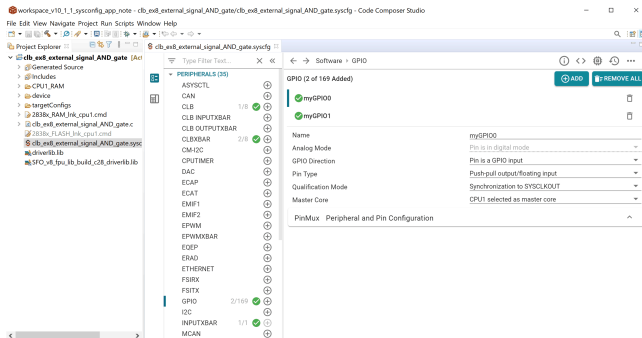 workspace_v10_1_1_sysconfig_app_note - clb_ex8_external_signal_AND_gate/clb_ex8_external_signal_AND_gate.syscfg - Code Composer Studio
File Edit View Navigate Project Run Scripts Window Help
Project Explorer
clb_ex8_external_signal_AND_gate [Act
Generated Source
Includes
CPU1_RAM
device
targetConfigs
2838x_RAM_lnk_cpu1.cmd
clb_ex8_external_signal_AND_gate.c
2838x_FLASH_lnk_cpu1.cmd
clb_ex8_external_signal_AND_gate.sysc
driverlib.lib
SFO_v8_fpu_lib_build_c28_driverlib.lib
clb_ex8_external_signal_AND_gate.syscfg
Type Filter Text...
PERIPHERALS (35)
ASYSCTL
CAN
CLB 1/8
CLB INPUTXBAR
CLB OUTPUTXBAR
CLBXBAR 2/8
CM-I2C
CPUTIMER
DAC
ECAP
ECAT
EMIF1
EMIF2
EPWM
EPWMXBAR
EQEP
ERAD
ETHERNET
FSIRX
FSITX
GPIO 2/169
I2C
INPUTXBAR 1/1
MCAN
Software > GPIO
GPIO (2 of 169 Added)
ADD
REMOVE ALL
myGPIO0
myGPIO1
Name myGPIO0
Analog Mode Pin is in digital mode
GPIO Direction Pin is a GPIO input
Pin Type Push-pull output/floating input
Qualification Mode Synchronization to SYSCLKOUT
Master Core CPU1 selected as master core
PinMux Peripheral and Pin Configuration